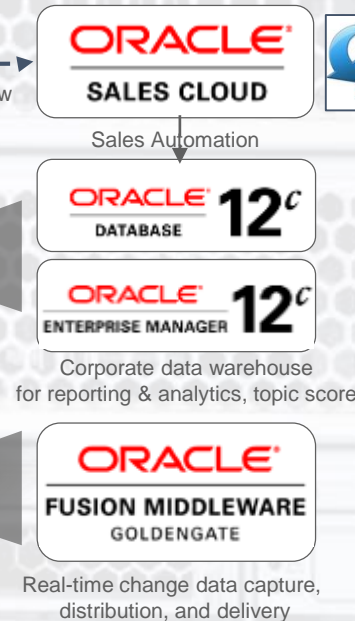 ORACLE
SALES CLOUD
w
Sales Automation
ORACLE 12c
DATABASE
ORACLE 12c
ENTERPRISE MANAGER
Corporate data warehouse
for reporting & analytics, topic score
ORACLE
FUSION MIDDLEWARE
GOLDENGATE
Real-time change data capture,
distribution, and delivery